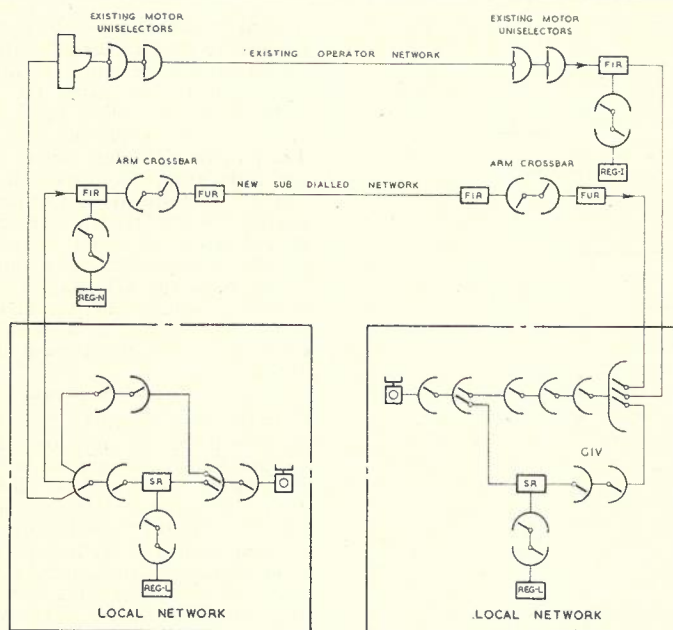 EXISTING MOTOR
UNISELECTORS
EXISTING MOTOR
UNISELECTORS
EXISTING OPERATOR NETWORK
FIR
REG-I
ARM CROSSBAR
ARM CROSSBAR
FIR
FUR
NEW SUB DIALLED NETWORK
FIR
FUR
REG-N
GIV
SR
SR
REG-L
REG-L
LOCAL NETWORK
LOCAL NETWORK